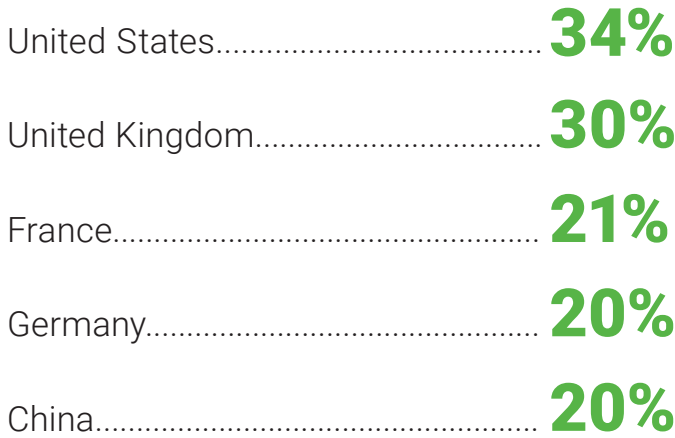 United States........................................ 34%
United Kingdom................................... 30%
France.................................................... 21%
Germany................................................ 20%
China...................................................... 20%